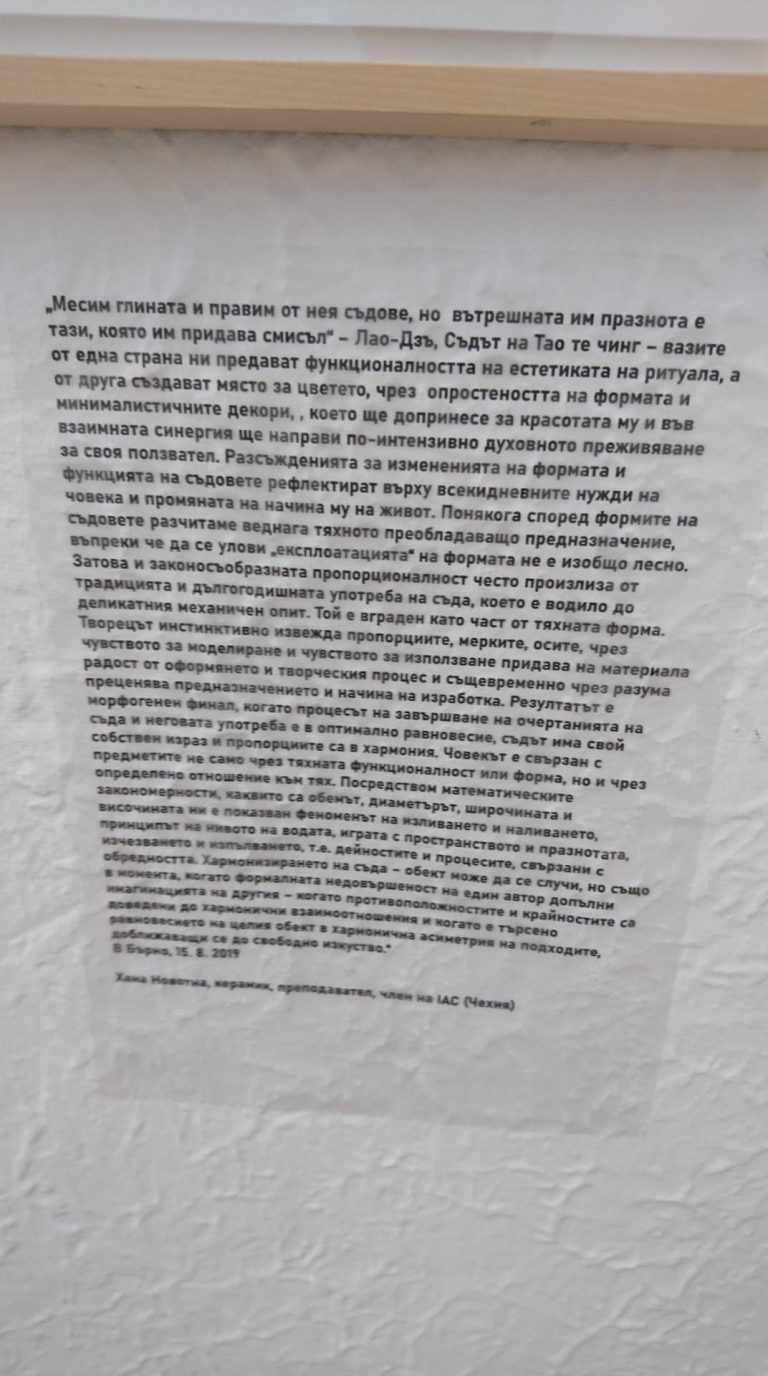 „Месим глината и правим от нея съдове, но вътрешната им празнота е
тази, която им придава смисъл“ – Лао-Дзъ, Съдът на Тао те чинг – вазите
от една страна ни предават функционалността на естетиката на ритуала, а
от друга създават място за цветето, чрез опростеността на формата и
минималистичните декори, , което ще допринесе за красотата му и във
взаимната синергия ще направи по-интензивно духовното преживяване
за своя ползвател. Разсъжденията за измененията на формата и
функцията на съдовете рефлектират върху всекидневните нужди на
човека и промяната на начина му на живот. Понякога според формите на
съдовете разчитаме веднага тяхното преобладаващо предназначение,
въпреки че да се улови „експлоатацията“ на формата не е изобщо лесно.
Затова и законосъобразната пропорционалност често произлиза от
традицията и дългогодишната употреба на съда, което е водило до
деликатния механичен опит. Той е вграден като част от тяхната форма.
Творецът инстинктивно извежда пропорциите, мерките, осите, чрез
чувството за моделиране и чувството за използване придава на материала
радост от оформянето и творческия процес и същевременно чрез разума
преценява предназначението и начина на изработка. Резултатът е
морфогенен финал, когато процесът на завършване на очертанията на
съда и неговата употреба е в оптимално равновесие, съдът има свой
собствен израз и пропорциите са в хармония. Човекът е свързан с
предметите не само чрез тяхната функционалност или форма, но и чрез
определено отношение към тях. Посредством математическите
закономерности, каквито са обемът, диаметърът, широчината и
височината ни е показван феноменът на изливането и наливането,
принципът на нивото на водата, играта с пространството и празнотата,
изчезването и изпълването, т.е. дейностите и процесите, свързани с
обредността. Хармонизирането на съда – обект може да се случи, но също
в момента, когато формалната недовършеност на един автор допълни
имагинацията на другия – когато противоположностите и крайностите са
доведени до хармонични взаимоотношения и когато е търсено
равновесието на целия обект в хармонична асиметрия на подходите,
доближаващи се до свободно изкуство.“
В Бърно, 15. 8. 2019
Хана Новотна, керамик, преподавател, член на IAC (Чехия)